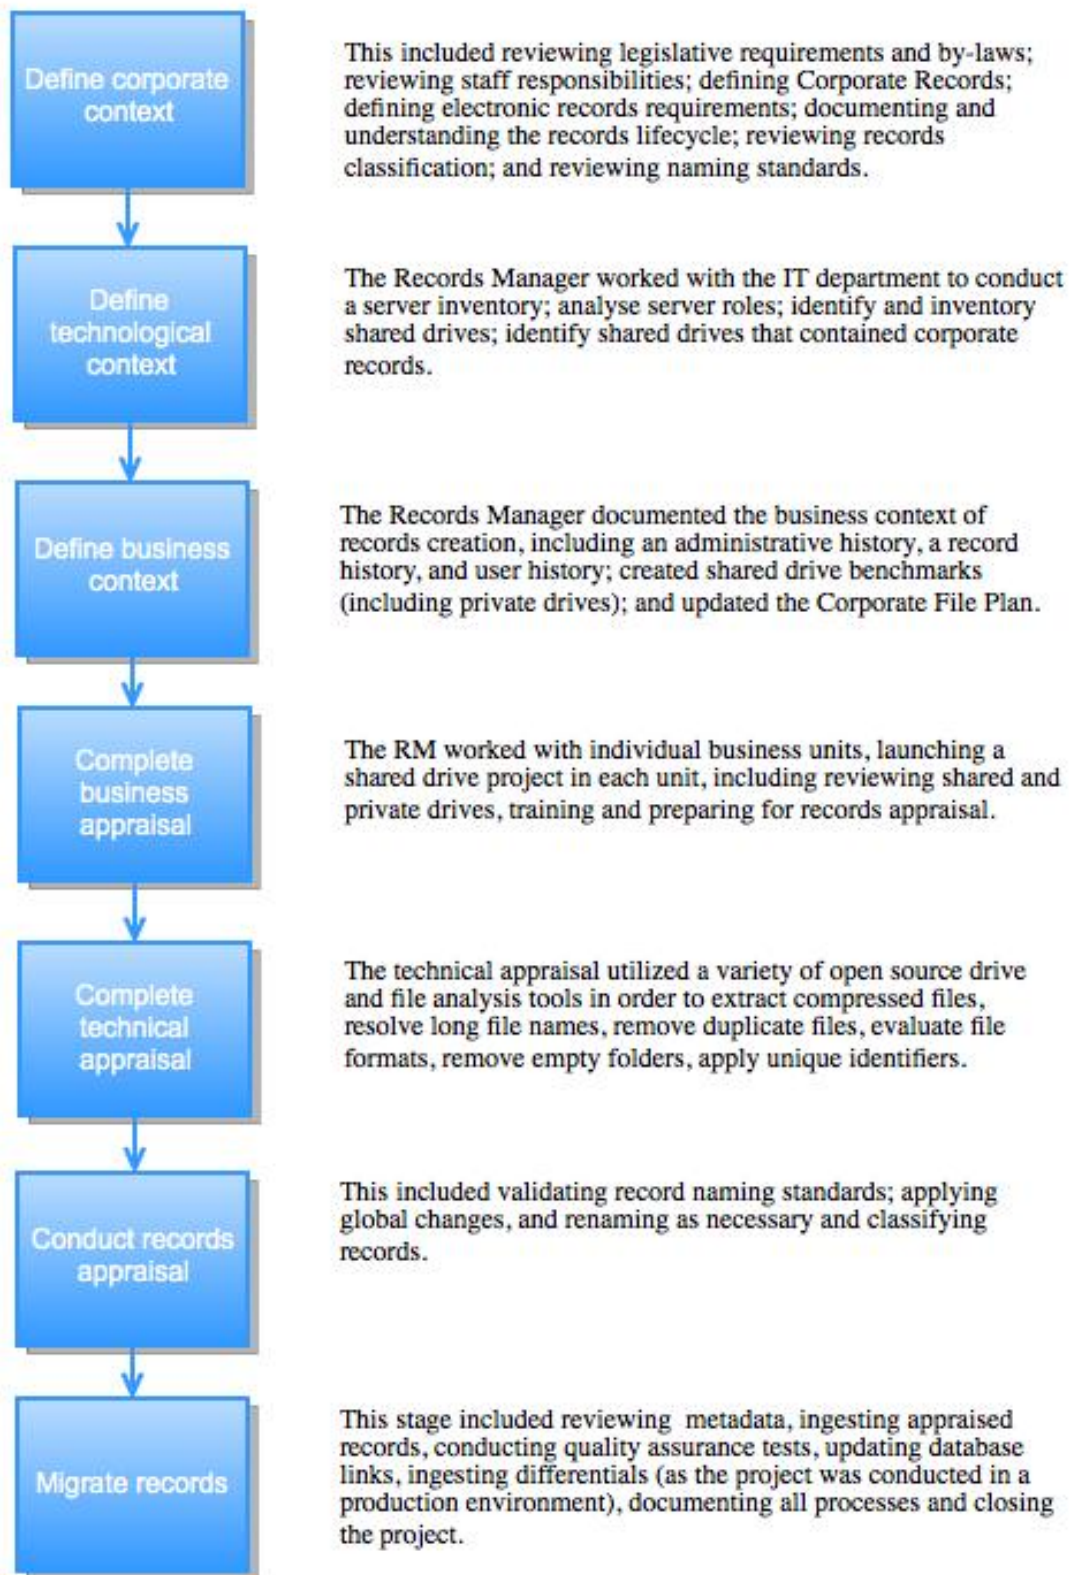 Define corporate
context
This included reviewing legislative requirements and by-laws;
reviewing staff responsibilities; defining Corporate Records;
defining electronic records requirements; documenting and
understanding the records lifecycle; reviewing records
classification; and reviewing naming standards.
Define
technological
context
The Records Manager worked with the IT department to conduct
a server inventory; analyse server roles; identify and inventory
shared drives; identify shared drives that contained corporate
records.
Define business
context
The Records Manager documented the business context of
records creation, including an administrative history, a record
history, and user history; created shared drive benchmarks
(including private drives); and updated the Corporate File Plan.
Complete
business
appraisal
The RM worked with individual business units, launching a
shared drive project in each unit, including reviewing shared and
private drives, training and preparing for records appraisal.
Complete
technical
appraisal
The technical appraisal utilized a variety of open source drive
and file analysis tools in order to extract compressed files,
resolve long file names, remove duplicate files, evaluate file
formats, remove empty folders, apply unique identifiers.
Conduct records
appraisal
This included validating record naming standards; applying
global changes, and renaming as necessary and classifying
records.
Migrate records
This stage included reviewing  metadata, ingesting appraised
records, conducting quality assurance tests, updating database
links, ingesting differentials (as the project was conducted in a
production environment), documenting all processes and closing
the project.